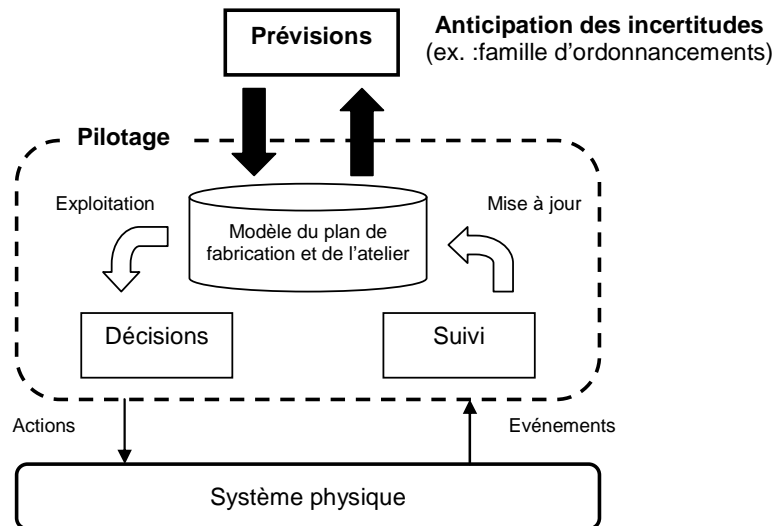 Prévisions
Anticipation des incertitudes
(ex. :famille d'ordonnancements)
Pilotage
Exploitation
Mise à jour
Modèle du plan de
fabrication et de l'atelier
Décisions
Suivi
Actions
Evénements
Système physique